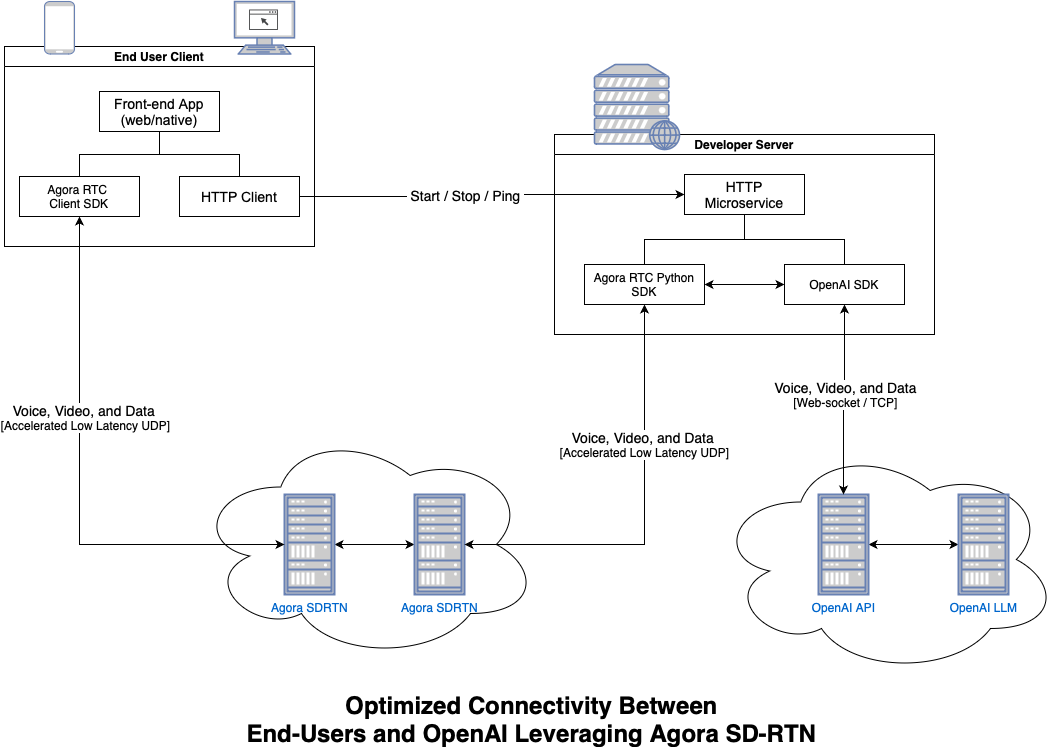 End User Client
Front-end App
(web/native)
Agora RTC
Client SDK
HTTP Client
Start / Stop / Ping
Developer Server
HTTP
Microservice
Agora RTC Python
SDK
OpenAI SDK
Voice, Video, and Data
[Accelerated Low Latency UDP]
Voice, Video, and Data
[Accelerated Low Latency UDP]
Voice, Video, and Data
[Web-socket / TCP]
Agora SDRTN
Agora SDRTN
OpenAI API
OpenAI LLM
Optimized Connectivity Between
End-Users and OpenAI Leveraging Agora SD-RTN